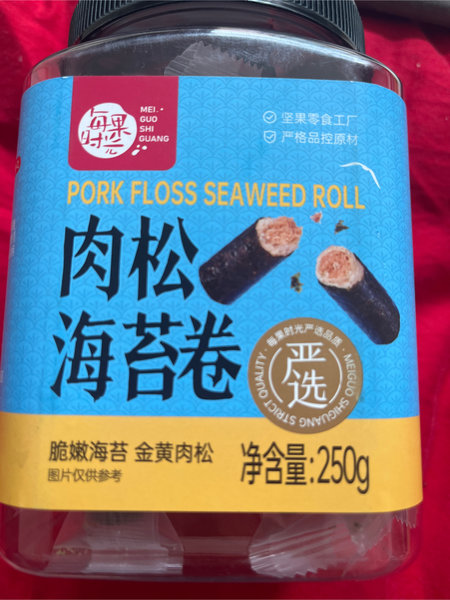 每果
时光
MEI.
GUO
SHI
GUANG
坚果零食工厂
严格品控原材
PORK FLOSS SEAWEED ROLL
肉松
海苔卷
每果时光严选品质
严选
MEIGUO SHIGUANG STRICT QUALITY
脆嫩海苔 金黄肉松
图片仅供参考
净含量:250g